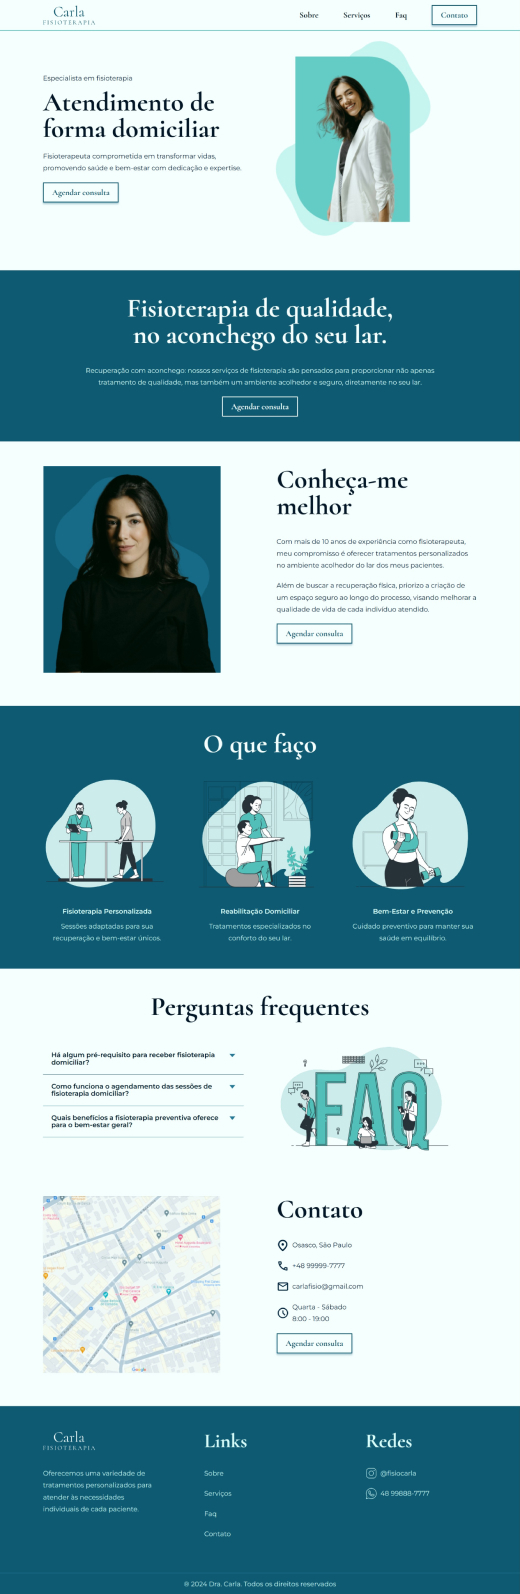 Carla
FISIOTERAPIA
Sobre
Serviços
Faq
Contato
Especialista em fisioterapia
Atendimento de
forma domiciliar
Fisioterapeuta comprometida em transformar vidas,
promovendo saúde e bem-estar com dedicação e expertise.
Agendar consulta
Fisioterapia de qualidade,
no aconchego do seu lar.
Recuperação com aconchego: nossos serviços de fisioterapia são pensados para proporcionar não apenas
tratamento de qualidade, mas também um ambiente acolhedor e seguro, diretamente no seu lar.
Agendar consulta
Conheça-me
melhor
Com mais de 10 anos de experiência como fisioterapeuta,
meu compromisso é oferecer tratamentos personalizados
no ambiente acolhedor do lar dos meus pacientes.
Além de buscar a recuperação física, priorizo a criação de
um espaço seguro ao longo do processo, visando melhorar a
qualidade de vida de cada indivíduo atendido.
Agendar consulta
O que faço
Fisioterapia Personalizada
Sessões adaptadas para sua
recuperação e bem-estar únicos.
Reabilitação Domiciliar
Tratamentos especializados no
conforto do seu lar.
Bem-Estar e Prevenção
Cuidado preventivo para manter sua
saúde em equilíbrio.
Perguntas frequentes
Há algum pré-requisito para receber fisioterapia
domiciliar?
Como funciona o agendamento das sessões de
fisioterapia domiciliar?
Quais benefícios a fisioterapia preventiva oferece
para o bem-estar geral?
FAQ
Google
Contato
Osasco, São Paulo
+48 99999-7777
carlafisio@gmail.com
Quarta - Sábado
8:00 - 19:00
Agendar consulta
Carla
FISIOTERAPIA
Oferecemos uma variedade de
tratamentos personalizados para
atender às necessidades
individuais de cada paciente.
Links
Sobre
Serviços
Faq
Contato
Redes
@fisiocarla
48 99888-7777
© 2024 Dra. Carla. Todos os direitos reservados